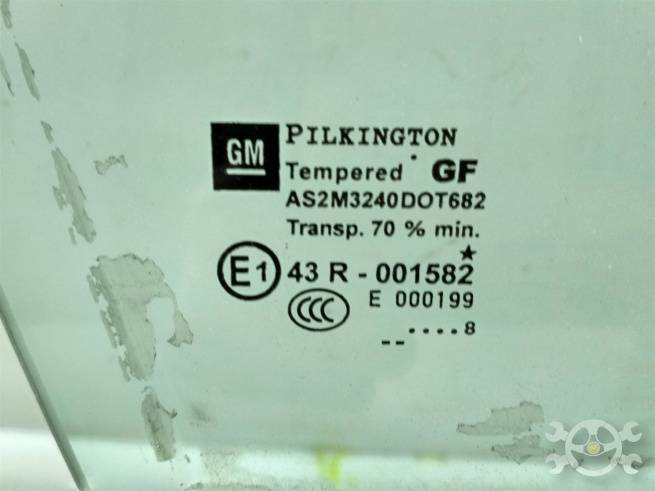 GM
PILKINGTON
Tempered GF
AS2M3240DOT682
Transp. 70 % min.
E1 43 R - 001582
CCC E 000199
.... 8